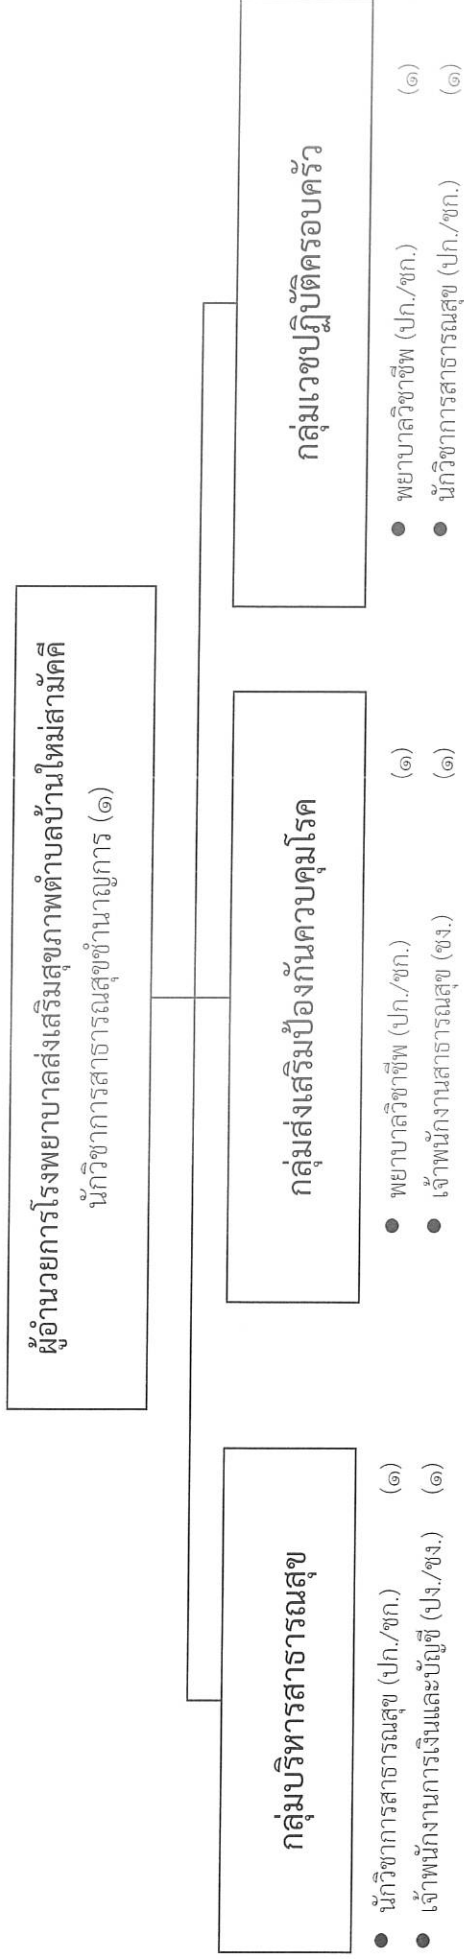 ผู้อำนวยการโรงพยาบาลส่งเสริมสุขภาพตำบลบ้านใหม่สามัคคี
นักวิชาการสาธารณสุขชำนาญการ (๑)
กลุ่มบริหารสาธารณสุข
● นักวิชาการสาธารณสุข (ปก./ชก.) (๑)
● เจ้าพนักงานการเงินและบัญชี (ปง./ชง.) (๑)
กลุ่มส่งเสริมป้องกันควบคุมโรค
● พยาบาลวิชาชีพ (ปก./ชก.) (๑)
● เจ้าพนักงานสาธารณสุข (ชง.) (๑)
กลุ่มเวชปฏิบัติครอบครัว
● พยาบาลวิชาชีพ (ปก./ชก.) (๑)
● นักวิชาการสาธารณสุข (ปก./ชก.) (๑)